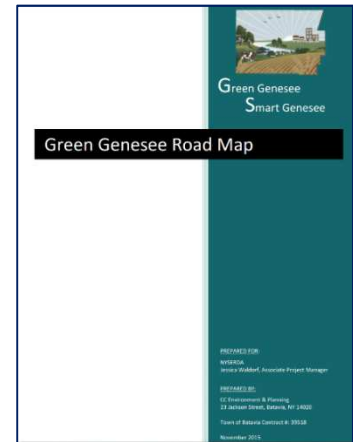 Green Genesee
Smart Genesee
Green Genesee Road Map
PREPARED FOR:
NYSERDA
Jessica Waldorf, Associate Project Manager
PREPARED BY:
CC Environment & Planning
23 Jackson Street, Batavia, NY 14020
Town of Batavia Contract #: 39518
November 2015